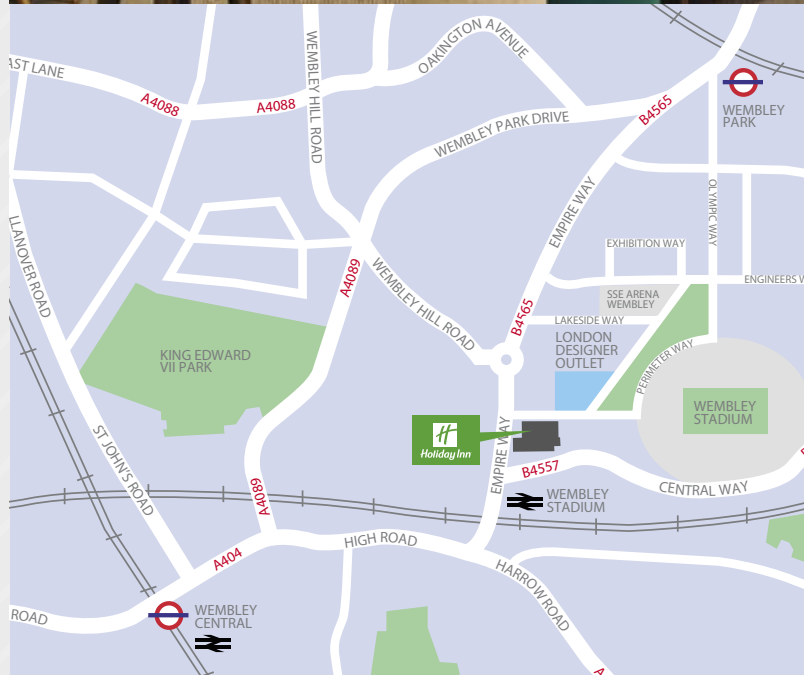 OAKINGTON AVENUE
WEMBLEY HILL ROAD
AST LANE
A4088
A4088
B4565
WEMBLEY
PARK
WEMBLEY PARK DRIVE
EMPIRE WAY
OLYMPIC WAY
LLANOVER ROAD
A4089
WEMBLEY HILL ROAD
EXHIBITION WAY
ENGINEERS W
SSE ARENA
WEMBLEY
B4565
LAKESIDE WAY
LONDON
DESIGNER
OUTLET
PERIMETER WAY
KING EDWARD
VII PARK
WEMBLEY
STADIUM
H
Holiday Inn
EMPIRE WAY
ST JOHN'S ROAD
B4557
CENTRAL WAY
A4089
WEMBLEY
STADIUM
HIGH ROAD
A404
HARROW ROAD
ROAD
WEMBLEY
CENTRAL